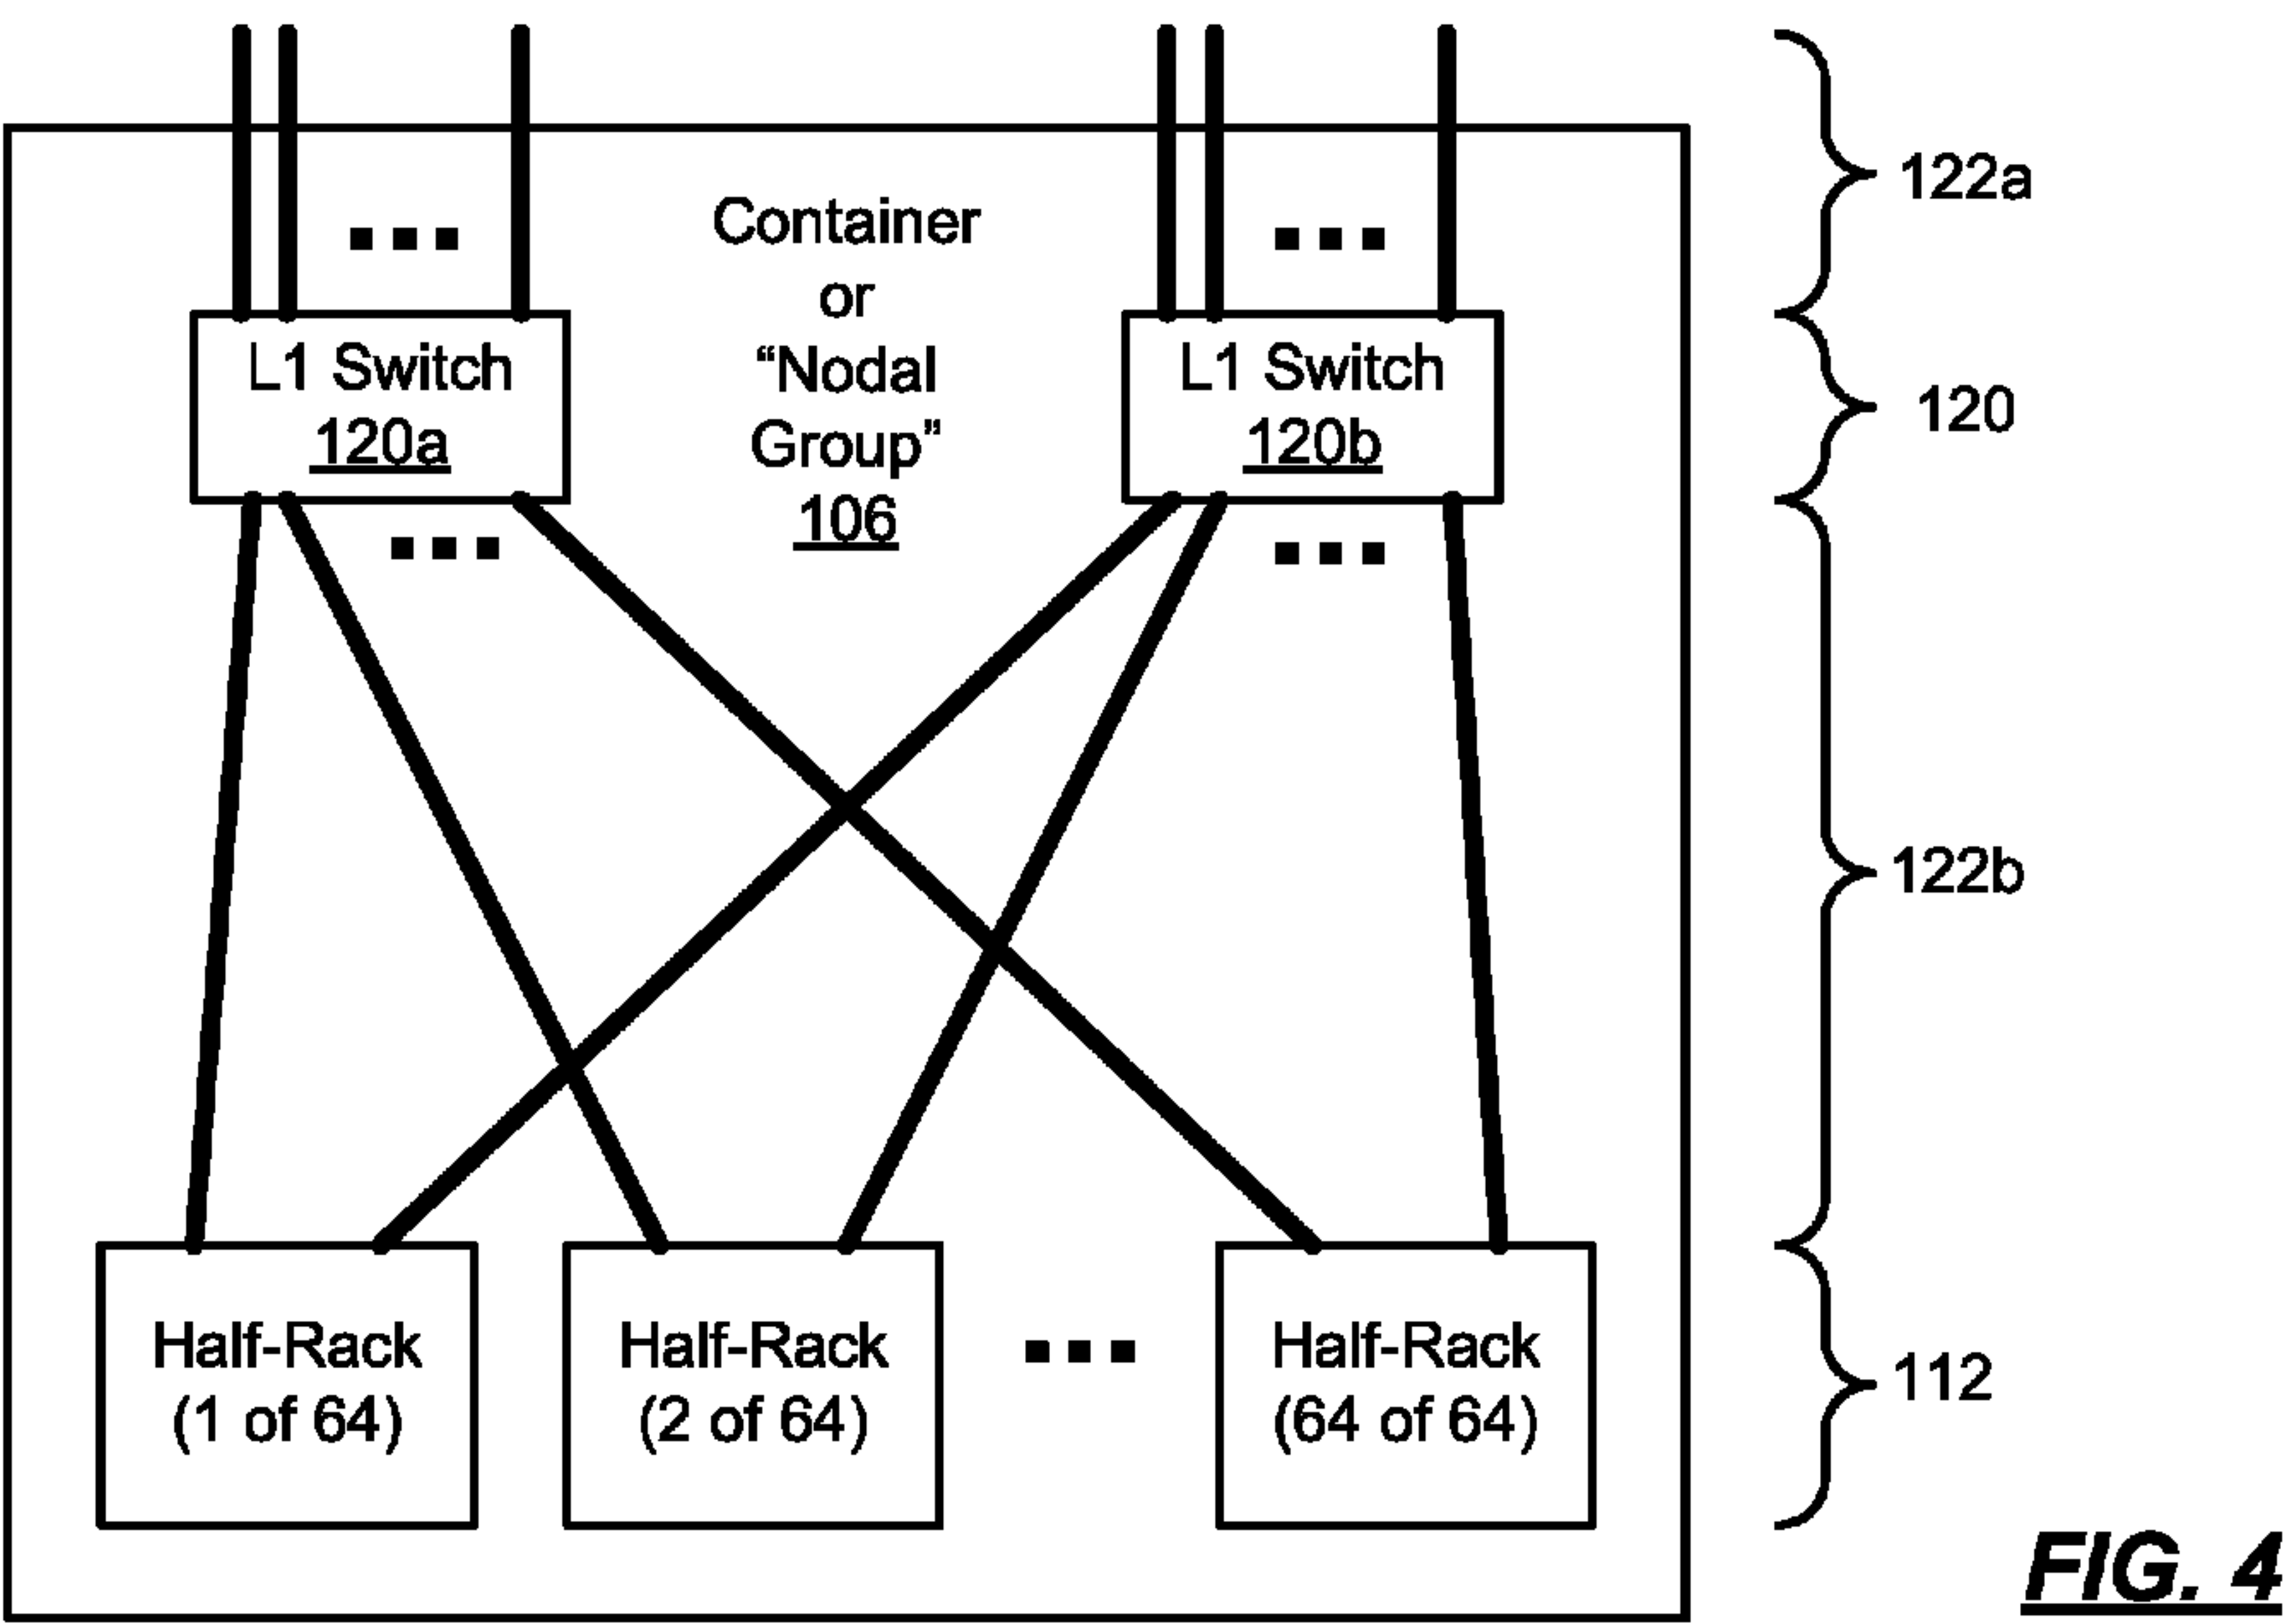 122a
Container
or
“Nodal
Group”
106
L1 Switch
120a
L1 Switch
120b
120
122b
Half-Rack
(1 of 64)
Half-Rack
(2 of 64)
Half-Rack
(64 of 64)
112
FIG. 4